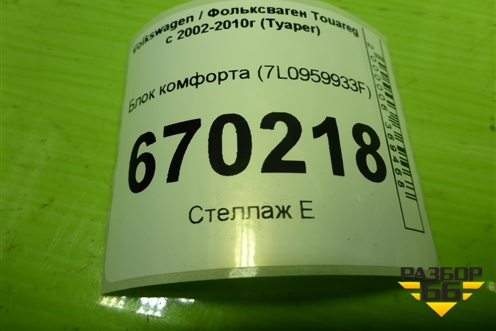 Volkswagen / Фольксваген Touareg
с 2002-2010г (Туарег)
Блок комфорта (7L0959933F)
670218
Стеллаж E
РАЗБОР
66